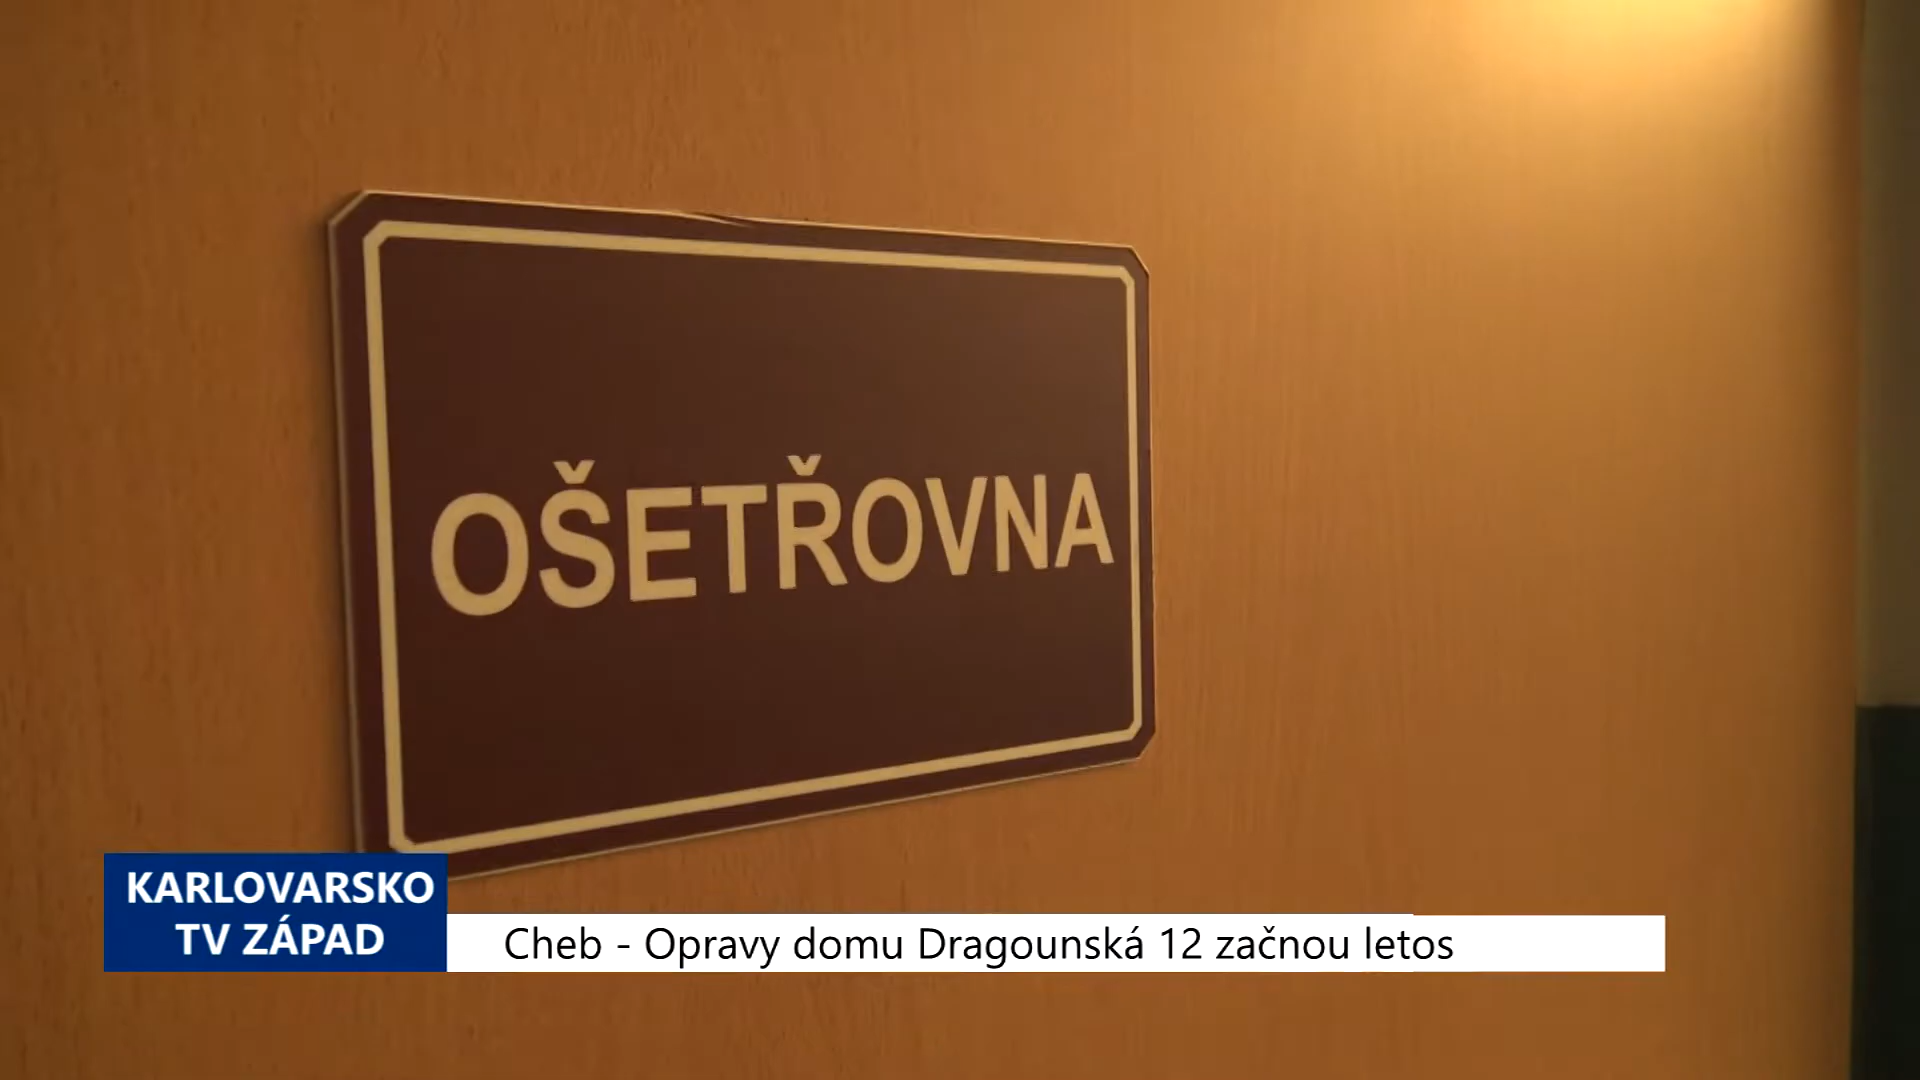 OŠETŘOVNA
KARLOVARSKO
TV ZÁPAD
Cheb - Opravy domu Dragounská 12 začnou letos